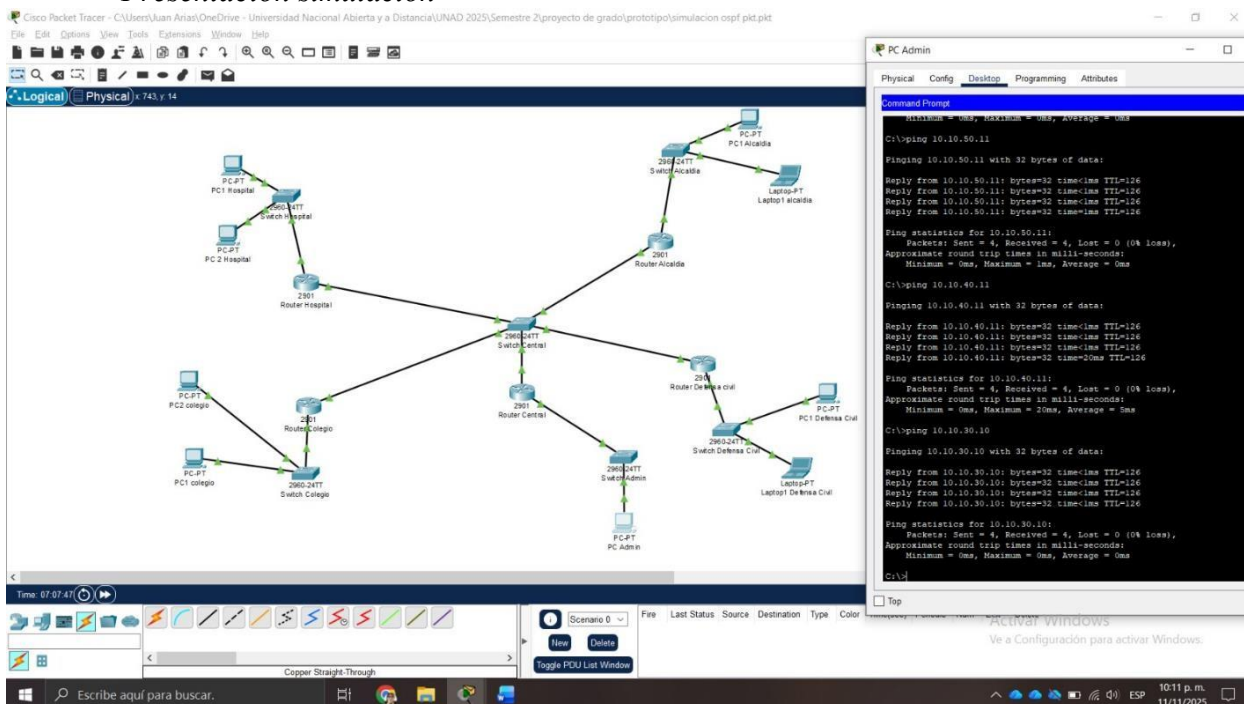 Presentación simulación
Cisco Packet Tracer - C:\Users\Juan Arias\OneDrive - Universidad Nacional Abierta y a Distancia\UNAD 2025\Semestre 2\proyecto de grado\prototipo\simulacion ospf pkt.pkt
File Edit Options View Tools Extensions Window Help
Logical Physical x: 743, y: 14
PC-PT
PC1 Alcaldia
2960-24TT
Switch Alcaldia
Laptop-PT
Laptop1 alcaldia
PC-PT
PC1 Hospital
2960-24TT
Switch Hospital
PC-PT
PC 2 Hospital
2901
Router Alcaldia
2901
Router Hospital
2960-24TT
Switch Central
2901
Router Defensa civil
PC-PT
PC2 colegio
2901
Router Colegio
2901
Router Central
PC-PT
PC1 Defensa Civil
2960-24TT
Switch Defensa Civil
PC-PT
PC1 colegio
2960-24TT
Switch Colegio
2960-24TT
Switch Admin
Laptop-PT
Laptop1 Defensa Civil
PC-PT
PC Admin
PC Admin
Physical Config Desktop Programming Attributes
Command Prompt
Minimum = 0ms, Maximum = 0ms, Average = 0ms
C:\>ping 10.10.50.11
Pinging 10.10.50.11 with 32 bytes of data:
Reply from 10.10.50.11: bytes=32 time<1ms TTL=126
Reply from 10.10.50.11: bytes=32 time<1ms TTL=126
Reply from 10.10.50.11: bytes=32 time<1ms TTL=126
Reply from 10.10.50.11: bytes=32 time=1ms TTL=126
Ping statistics for 10.10.50.11:
Packets: Sent = 4, Received = 4, Lost = 0 (0% loss),
Approximate round trip times in milli-seconds:
Minimum = 0ms, Maximum = 1ms, Average = 0ms
C:\>ping 10.10.40.11
Pinging 10.10.40.11 with 32 bytes of data:
Reply from 10.10.40.11: bytes=32 time<1ms TTL=126
Reply from 10.10.40.11: bytes=32 time<1ms TTL=126
Reply from 10.10.40.11: bytes=32 time<1ms TTL=126
Reply from 10.10.40.11: bytes=32 time=20ms TTL=126
Ping statistics for 10.10.40.11:
Packets: Sent = 4, Received = 4, Lost = 0 (0% loss),
Approximate round trip times in milli-seconds:
Minimum = 0ms, Maximum = 20ms, Average = 5ms
C:\>ping 10.10.30.10
Pinging 10.10.30.10 with 32 bytes of data:
Reply from 10.10.30.10: bytes=32 time<1ms TTL=126
Reply from 10.10.30.10: bytes=32 time<1ms TTL=126
Reply from 10.10.30.10: bytes=32 time<1ms TTL=126
Reply from 10.10.30.10: bytes=32 time<1ms TTL=126
Ping statistics for 10.10.30.10:
Packets: Sent = 4, Received = 4, Lost = 0 (0% loss),
Approximate round trip times in milli-seconds:
Minimum = 0ms, Maximum = 0ms, Average = 0ms
C:\>
Top
Time: 07:07:47
Scenario 0
New Delete
Toggle PDU List Window
Fire Last Status Source Destination Type Color
Copper Straight-Through
Activar Windows
Ve a Configuración para activar Windows.
Escribe aquí para buscar.
ESP
10:11 p. m.
11/11/2025